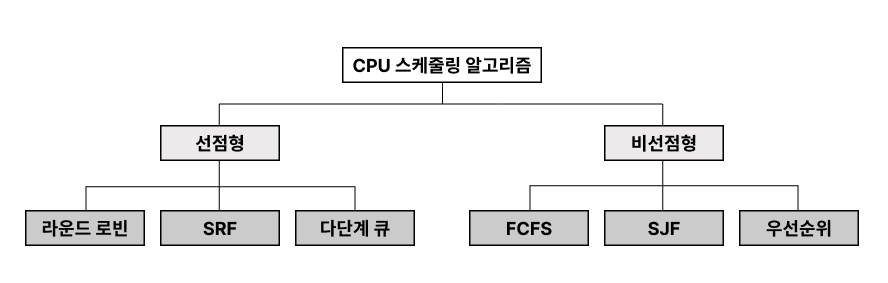 CPU 스케줄링 알고리즘
선점형
비선점형
라운드 로빈
SRF
다단계 큐
FCFS
SJF
우선순위